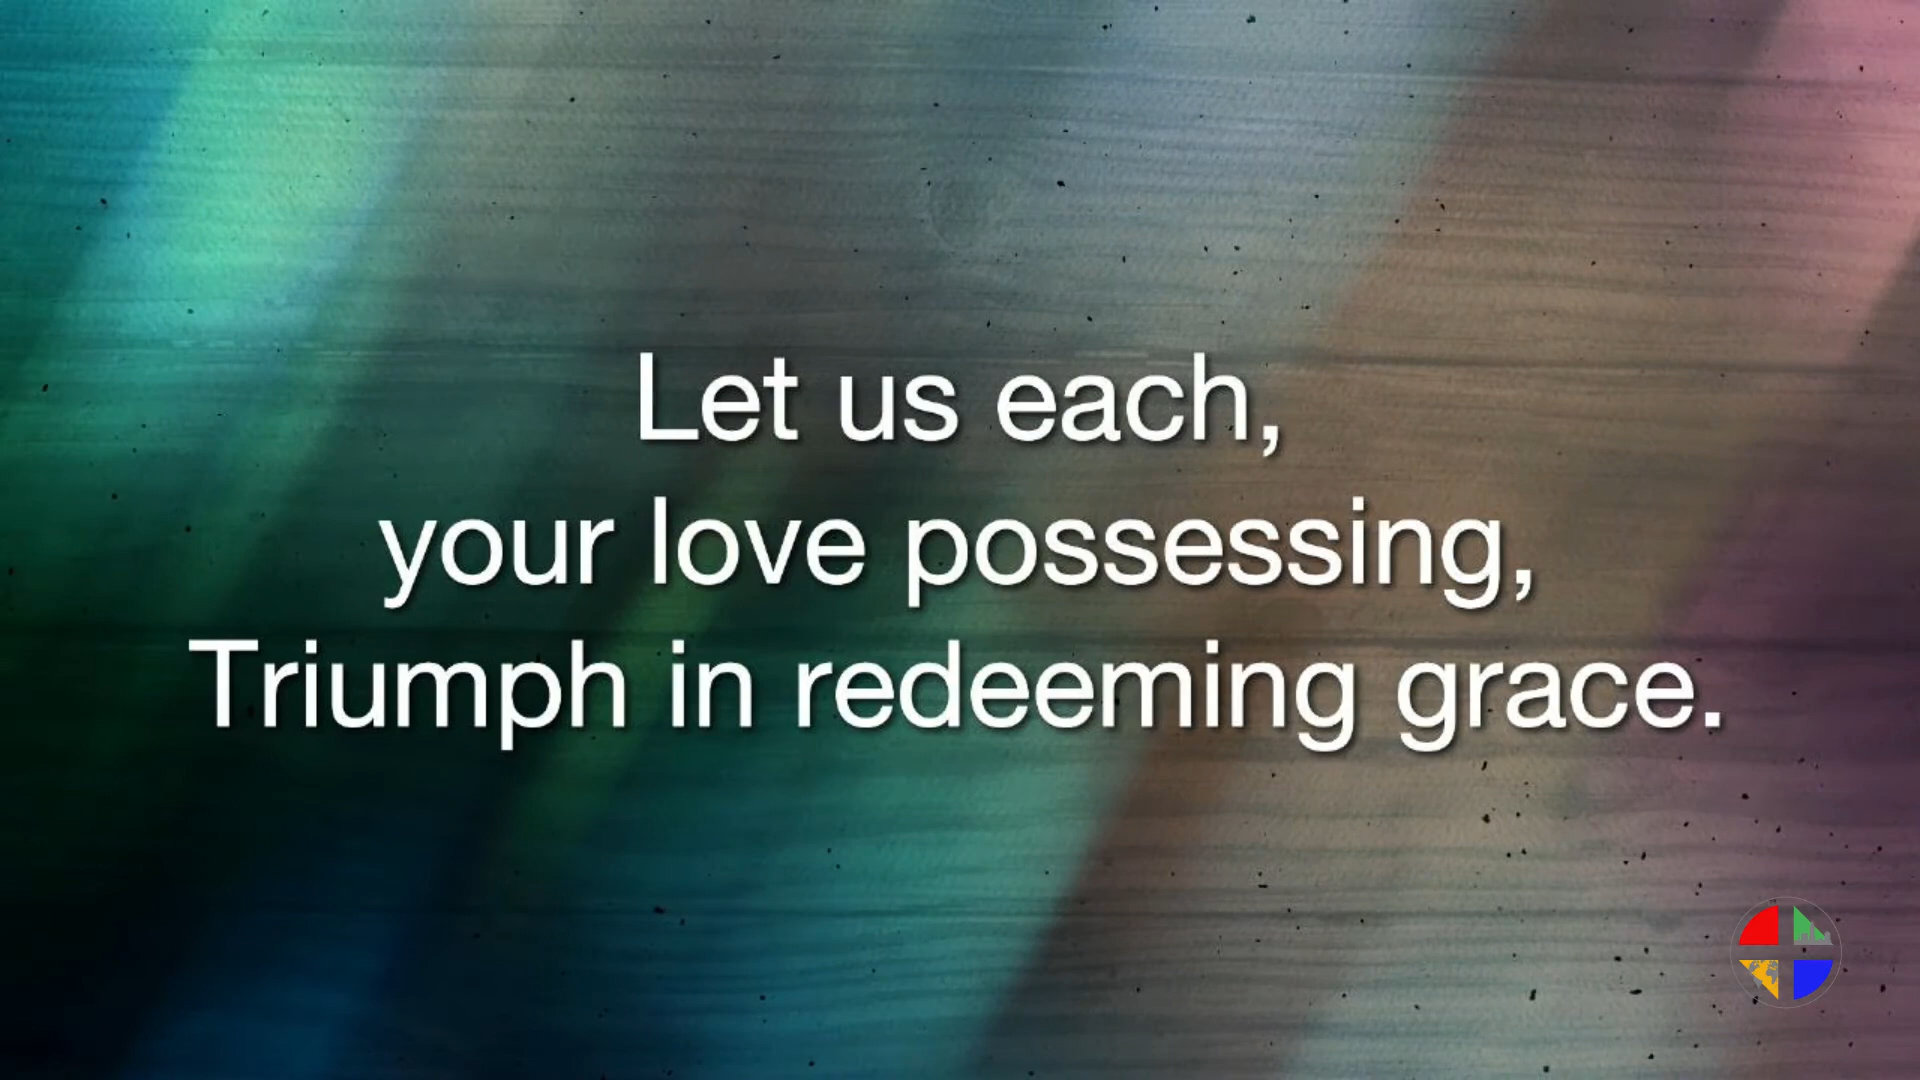 Let us each,
your love possessing,
Triumph in redeeming grace.